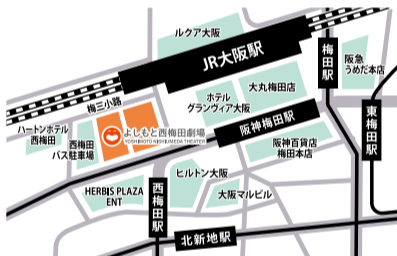 ルクア大阪
JR大阪駅
梅田駅
阪急
うめだ本店
大丸梅田店
ホテル
グランヴィア大阪
梅三小路
東梅田駅
阪神梅田駅
よしもと西梅田劇場
YOSHIMOTO NISHIUMEDA THEATER
ハートンホテル
西梅田
西梅田
バス駐車場
阪神百貨店
梅田本店
ヒルトン大阪
HERBIS PLAZA
ENT
西梅田駅
大阪マルビル
北新地駅